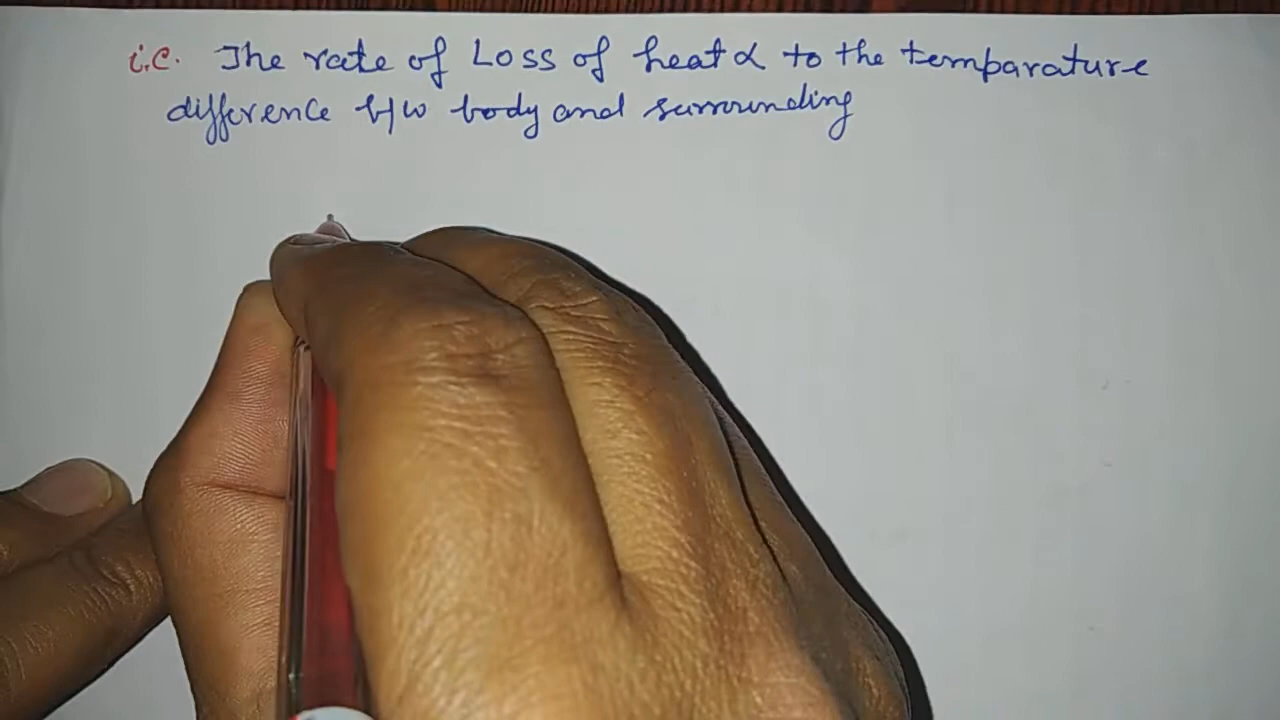 i.e. The rate of Loss of heat ∝ to the temparature
difference b/w body and surrounding